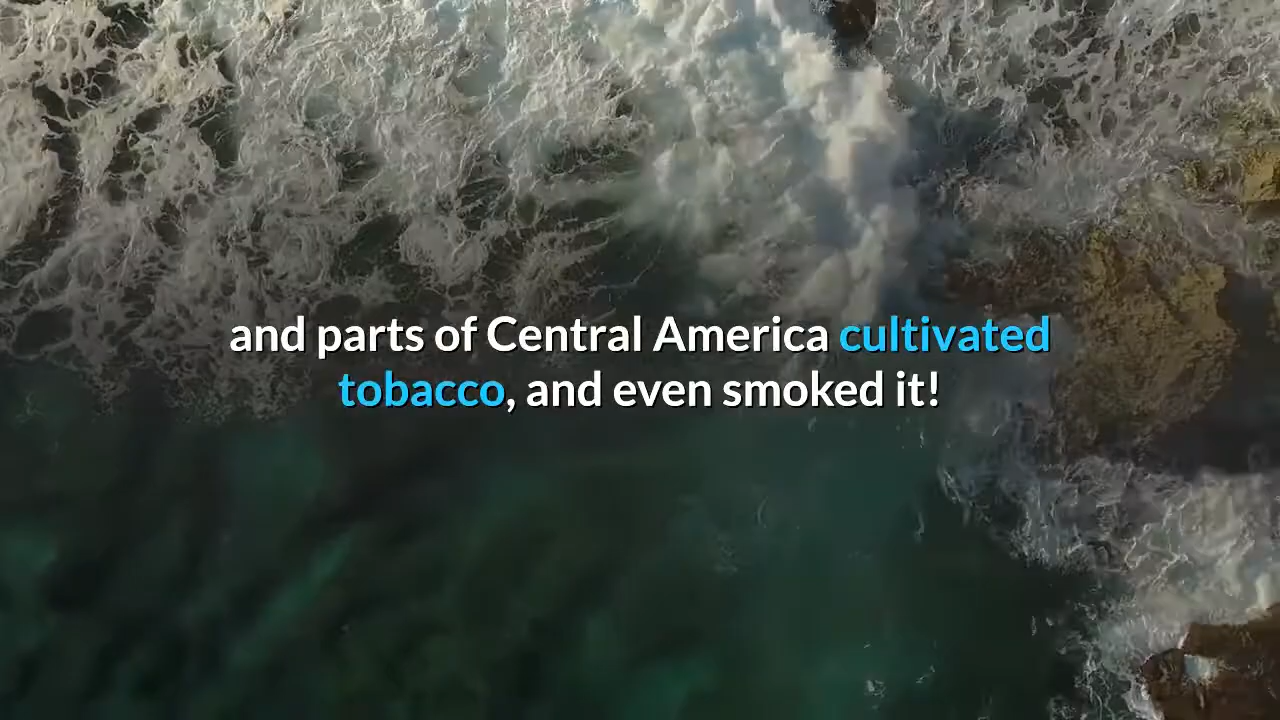 and parts of Central America cultivated
tobacco, and even smoked it!